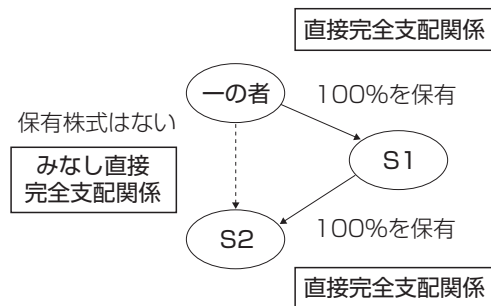 直接完全支配関係
一の者
100%を保有
保有株式はない
S1
みなし直接
完全支配関係
S2
100%を保有
直接完全支配関係